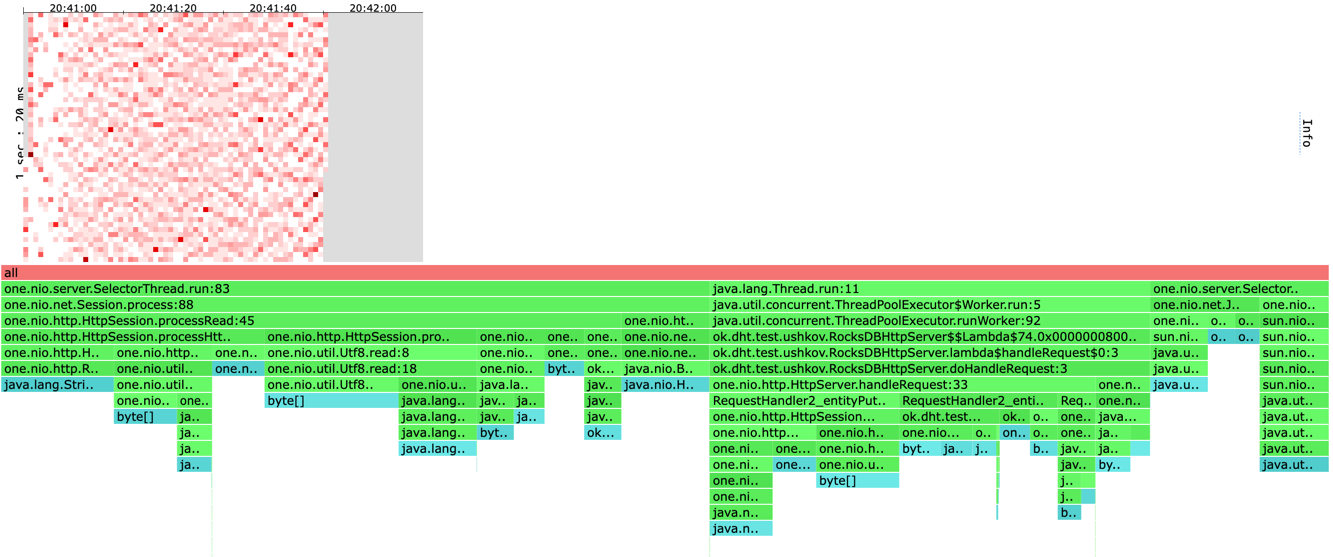 20:41:00 20:41:20 20:41:40 20:42:00
1 sec : 20 ms
Info
all
one.nio.server.SelectorThread.run:83 java.lang.Thread.run:11 one.nio.server.Selector..
one.nio.net.Session.process:88 java.util.concurrent.ThreadPoolExecutor$Worker.run:5 one.nio.net.J.. one.nio..
one.nio.http.HttpSession.processRead:45 one.nio.ht.. java.util.concurrent.ThreadPoolExecutor.runWorker:92 one.ni.. o.. o.. sun.nio..
one.nio.http.HttpSession.processHtt.. one.nio.http.HttpSession.pro.. one.nio.. one.. one.. one.nio.ne.. ok.dht.test.ushkov.RocksDBHttpServer$$Lambda$74.0x0000000800.. sun.ni.. o.. o.. sun.nio..
one.nio.http.H.. one.nio.http.. one.n.. one.nio.util.Utf8.read:8 one.nio.. one.. one.. one.nio.ne.. ok.dht.test.ushkov.RocksDBHttpServer.lambda$handleRequest$0:3 java.u.. sun.nio..
one.nio.http.R.. one.nio.util.. one.n.. one.nio.util.Utf8.read:18 one.nio.. byt.. ok... java.nio.B.. ok.dht.test.ushkov.RocksDBHttpServer.doHandleRequest:3 java.u.. sun.nio..
java.lang.Stri.. one.nio.util.. one.nio.util.Utf8.. one.nio.u.. java.la.. jav.. java.nio.H.. one.nio.http.HttpServer.handleRequest:33 one.n.. java.u.. sun.nio..
one.nio.. one.. byte[] java.lang.. jav.. ja.. jav.. RequestHandler2_entityPut.. RequestHandler2_enti.. Req.. one.n.. java.ut..
byte[] ja.. java.lang.. jav.. ja.. jav.. one.nio.http.HttpSession... ok.dht.test... ok... o.. one.. java... java.ut..
ja.. java.lang.. byt.. ok... one.nio.http... one.nio.h.. one.nio... o.. on... o.. one.. ja.. java.ut..
ja.. java.lang.. one.ni.. one... one.nio.h.. byt.. ja.. j.. b.. jav.. ja.. java.ut..
ja.. one.ni.. one... one.nio.u.. jav.. by.. java.ut..
one.ni.. byte[] j..
one.ni.. j..
java.n.. b..
java.n..